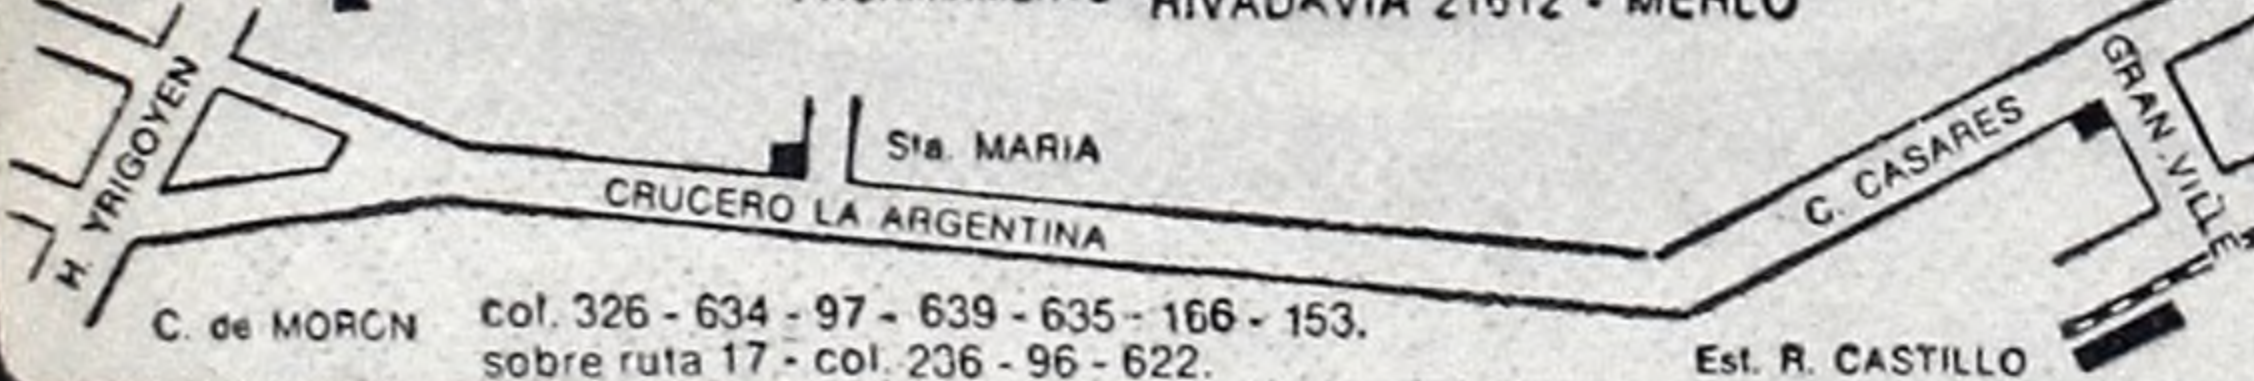 RIVADAVIA 21612 - MERLO
H. YRIGOYEN
Sta. MARIA
CRUCERO LA ARGENTINA
C. CASARES
GRAN VILLE
C. de MORON
col. 326 - 634 - 97 - 639 - 635 - 166 - 153.
sobre ruta 17 - col. 236 - 96 - 622.
Est. R. CASTILLO